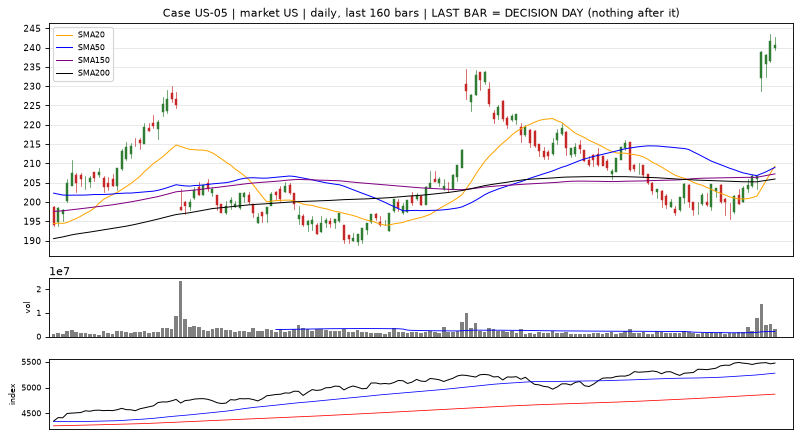 Case US-05 | market US | daily, last 160 bars | LAST BAR = DECISION DAY (nothing after it)
SMA20
SMA50
SMA150
SMA200
245
240
235
230
225
220
215
210
205
200
195
190
1e7
2
1
0
vol
5500
5000
4500
index